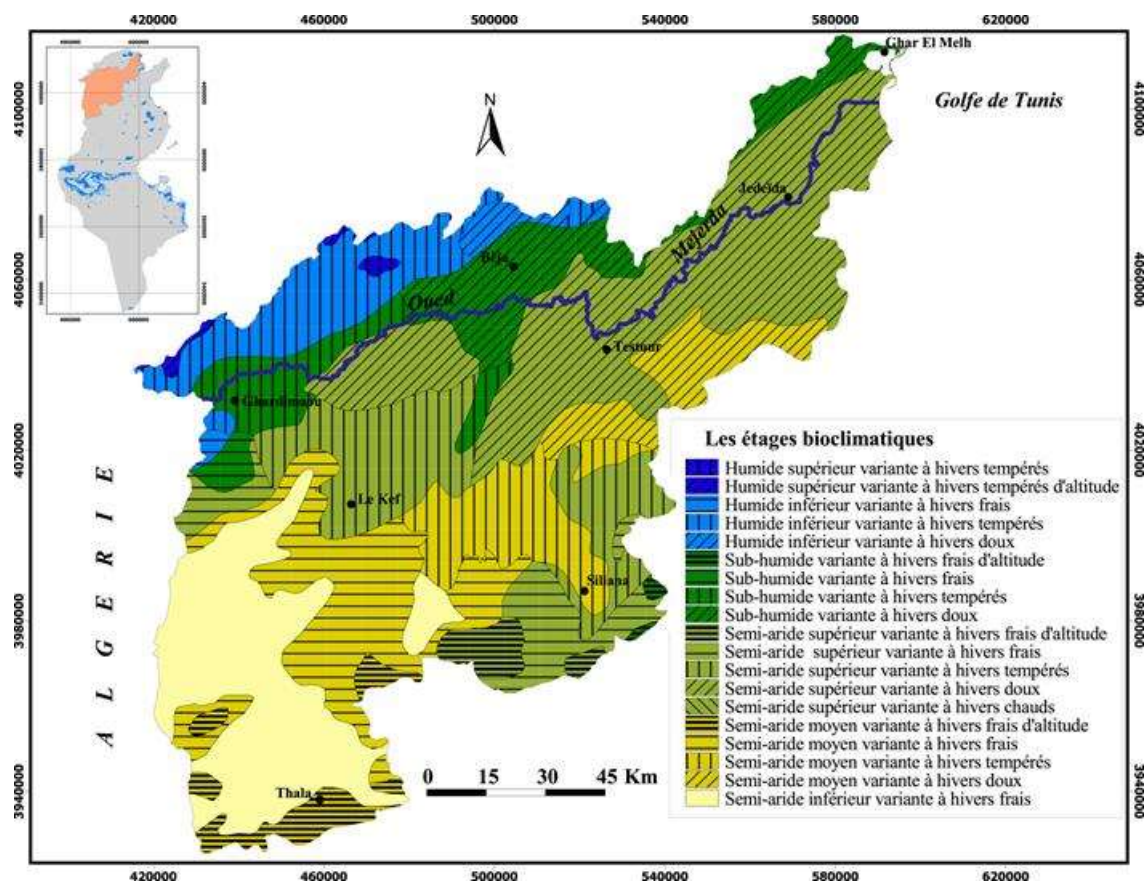 420000 460000 500000 540000 580000 620000
Ghar El Melh
Golfe de Tunis
4100000
4100000
N
Jedeida
Mejerda
Béja
4060000
4060000
Oued
Testour
Ghardimaou
4020000
4020000
Le Kef
ALGERIE
Siliana
3980000
3980000
Thala
3940000
3940000
0 15 30 45 Km
Les étages bioclimatiques
Humide supérieur variante à hivers tempérés
Humide supérieur variante à hivers tempérés d'altitude
Humide inférieur variante à hivers frais
Humide inférieur variante à hivers tempérés
Humide inférieur variante à hivers doux
Sub-humide variante à hivers frais d'altitude
Sub-humide variante à hivers frais
Sub-humide variante à hivers tempérés
Sub-humide variante à hivers doux
Semi-aride supérieur variante à hivers frais d'altitude
Semi-aride supérieur variante à hivers frais
Semi-aride supérieur variante à hivers tempérés
Semi-aride supérieur variante à hivers doux
Semi-aride supérieur variante à hivers chauds
Semi-aride moyen variante à hivers frais d'altitude
Semi-aride moyen variante à hivers frais
Semi-aride moyen variante à hivers tempérés
Semi-aride moyen variante à hivers doux
Semi-aride inférieur variante à hivers frais
420000 460000 500000 540000 580000 620000